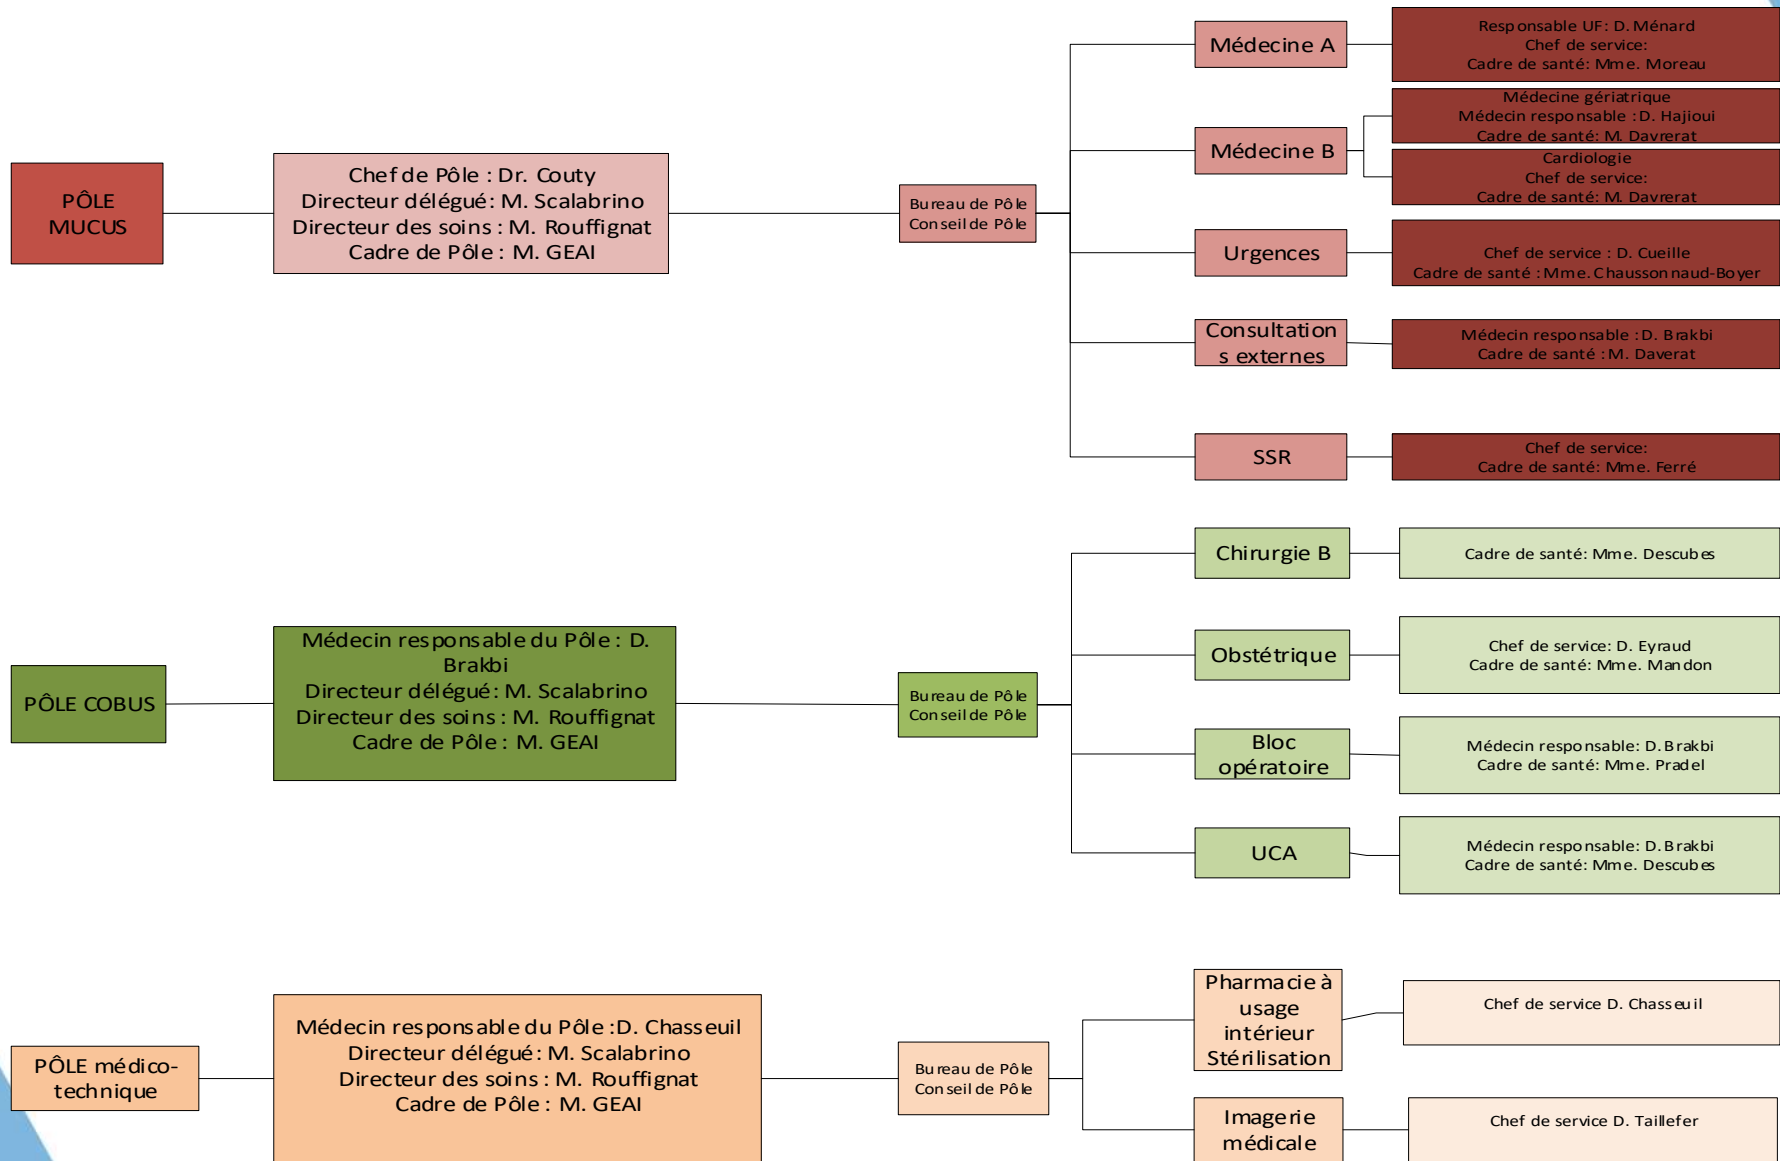 PÔLE
MUCUS
Chef de Pôle : Dr. Couty
Directeur délégué: M. Scalabrino
Directeur des soins : M. Rouffignat
Cadre de Pôle : M. GEAI
Bureau de Pôle
Conseil de Pôle
Médecine A
Responsable UF: D. Ménard
Chef de service:
Cadre de santé: Mme. Moreau
Médecine B
Médecine gériatrique
Médecin responsable : D. Hajioui
Cadre de santé: M. Davrerat
Cardiologie
Chef de service:
Cadre de santé: M. Davrerat
Urgences
Chef de service : D. Cueille
Cadre de santé : Mme. Chaussonnaud-Boyer
Consultation
s externes
Médecin responsable : D. Brakbi
Cadre de santé : M. Daverat
SSR
Chef de service:
Cadre de santé: Mme. Ferré
PÔLE COBUS
Médecin responsable du Pôle : D.
Brakbi
Directeur délégué: M. Scalabrino
Directeur des soins : M. Rouffignat
Cadre de Pôle : M. GEAI
Bureau de Pôle
Conseil de Pôle
Chirurgie B
Cadre de santé: Mme. Descubes
Obstétrique
Chef de service: D. Eyraud
Cadre de santé: Mme. Mandon
Bloc
opératoire
Médecin responsable: D. Brakbi
Cadre de santé: Mme. Pradel
UCA
Médecin responsable: D. Brakbi
Cadre de santé: Mme. Descubes
PÔLE médico-
technique
Médecin responsable du Pôle :D. Chasseuil
Directeur délégué: M. Scalabrino
Directeur des soins : M. Rouffignat
Cadre de Pôle : M. GEAI
Bureau de Pôle
Conseil de Pôle
Pharmacie à
usage
intérieur
Stérilisation
Chef de service D. Chasseuil
Imagerie
médicale
Chef de service D. Taillefer